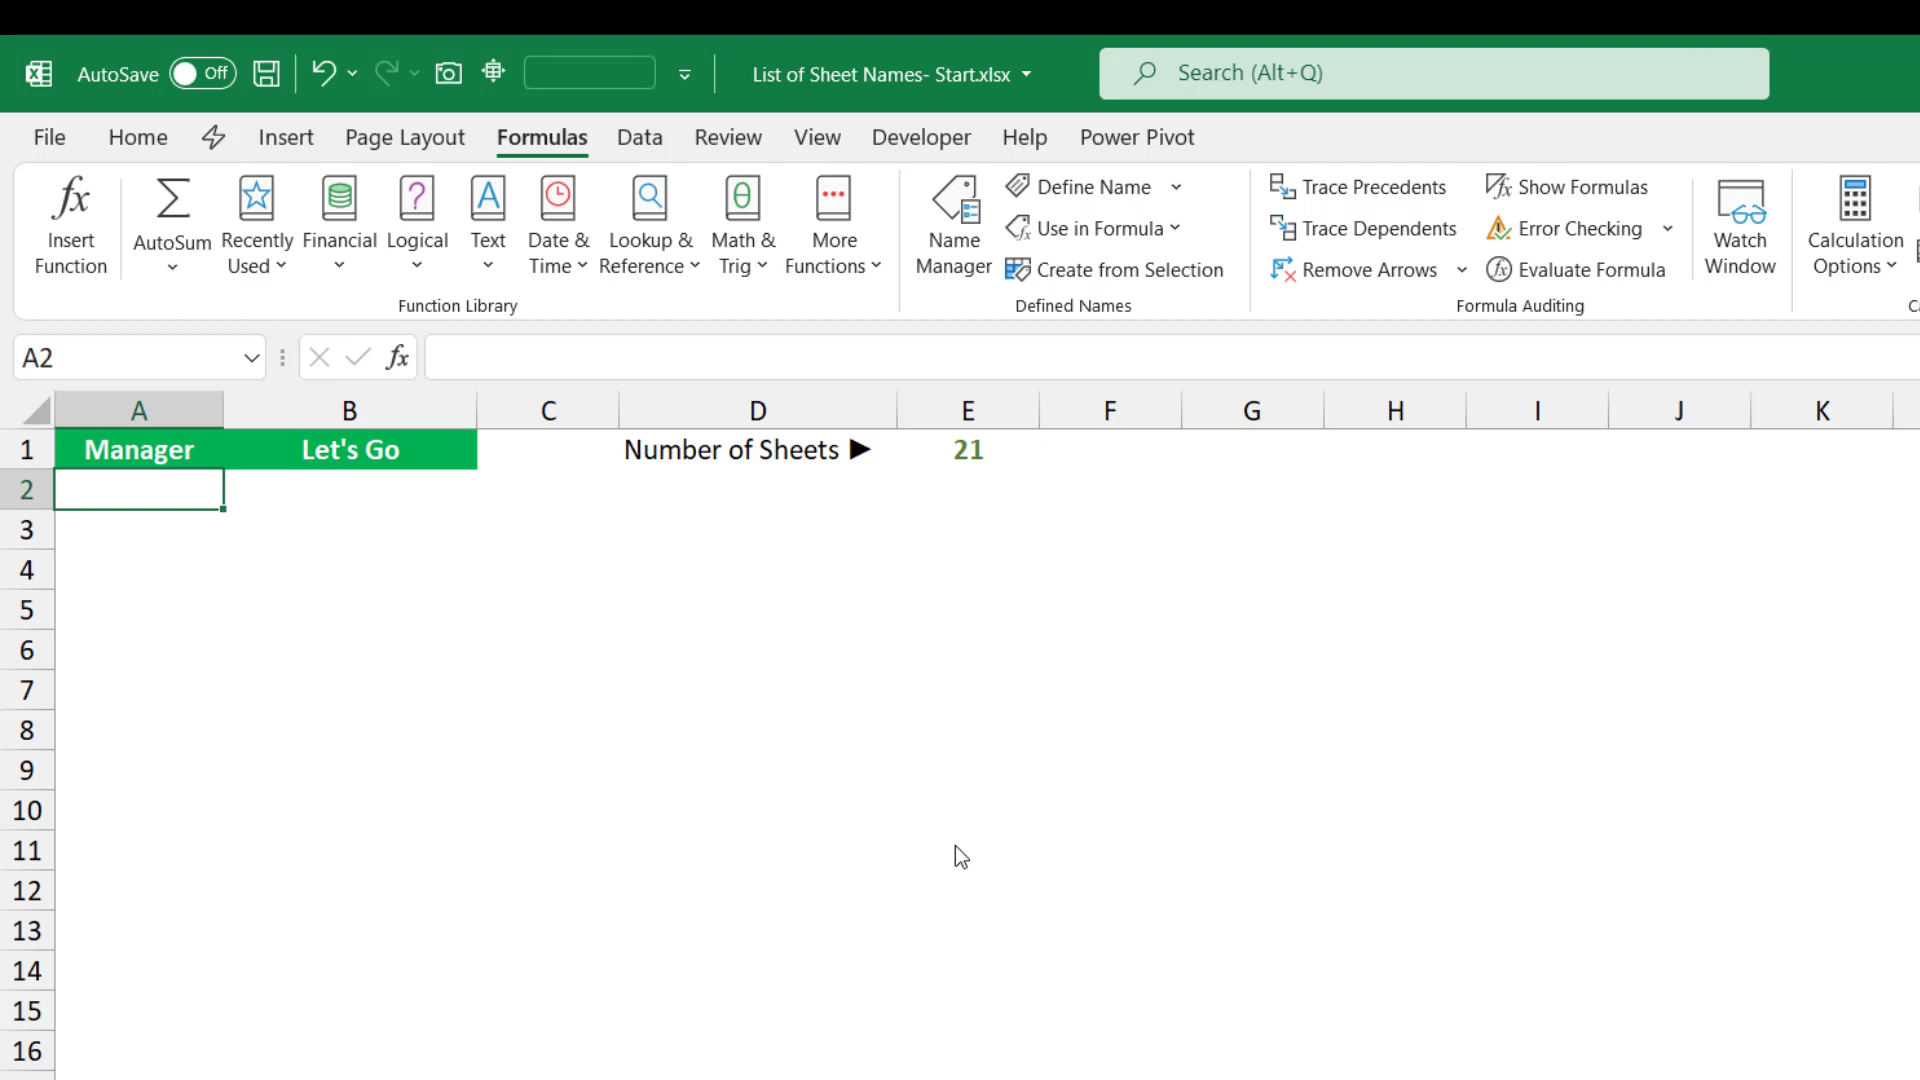 AutoSave Off List of Sheet Names- Start.xlsx Search (Alt+Q)
File Home Insert Page Layout Formulas Data Review View Developer Help Power Pivot
Insert Function
AutoSum
Recently Used
Financial
Logical
Text
Date & Time
Lookup & Reference
Math & Trig
More Functions
Function Library
Name Manager
Define Name
Use in Formula
Create from Selection
Defined Names
Trace Precedents
Trace Dependents
Remove Arrows
Show Formulas
Error Checking
Evaluate Formula
Formula Auditing
Watch Window
Calculation Options
A2 fx
A B C D E F G H I J K
1 Manager Let's Go Number of Sheets ► 21
2
3
4
5
6
7
8
9
10
11
12
13
14
15
16